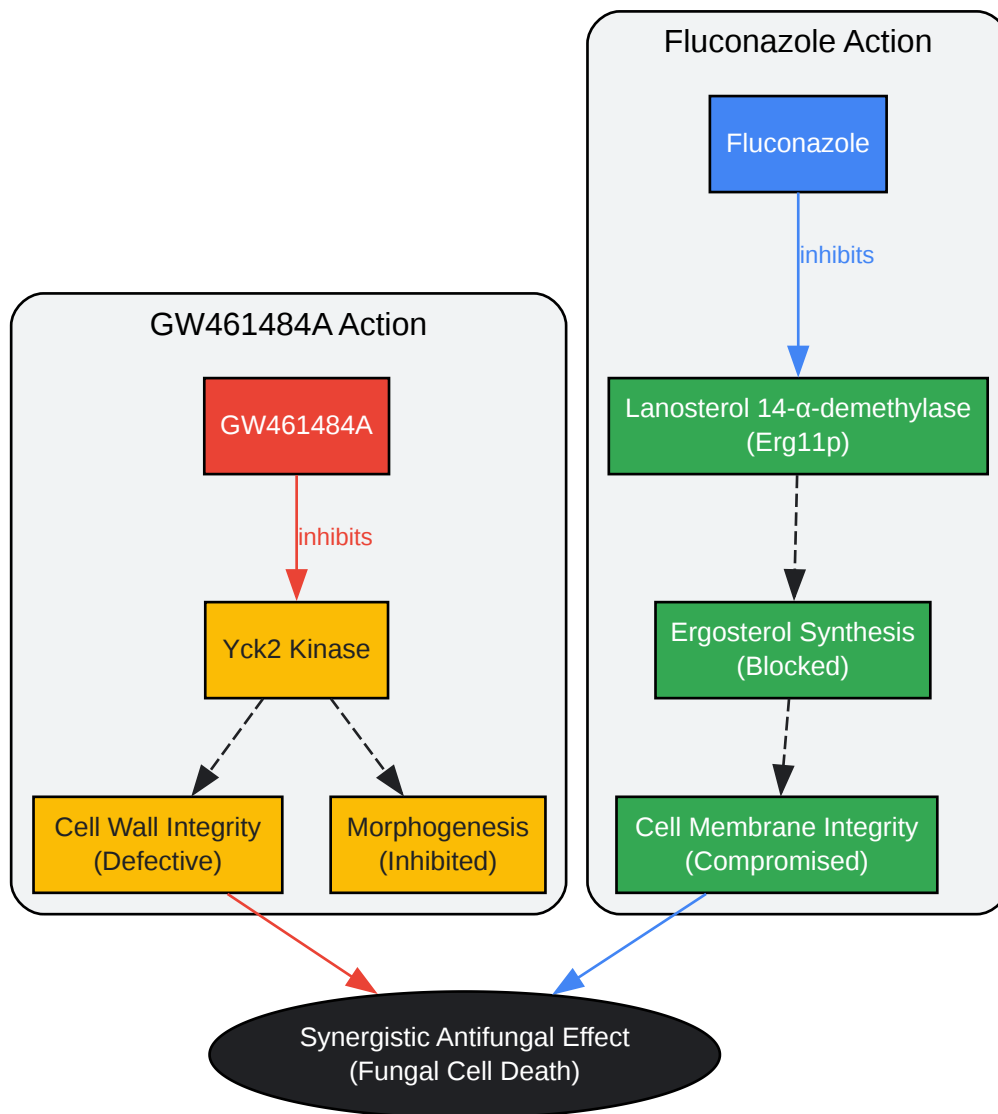 Fluconazole Action
Fluconazole
inhibits
GW461484A Action
GW461484A
inhibits
Lanosterol 14-α-demethylase
(Erg11p)
Yck2 Kinase
Ergosterol Synthesis
(Blocked)
Cell Wall Integrity
(Defective)
Morphogenesis
(Inhibited)
Cell Membrane Integrity
(Compromised)
Synergistic Antifungal Effect
(Fungal Cell Death)